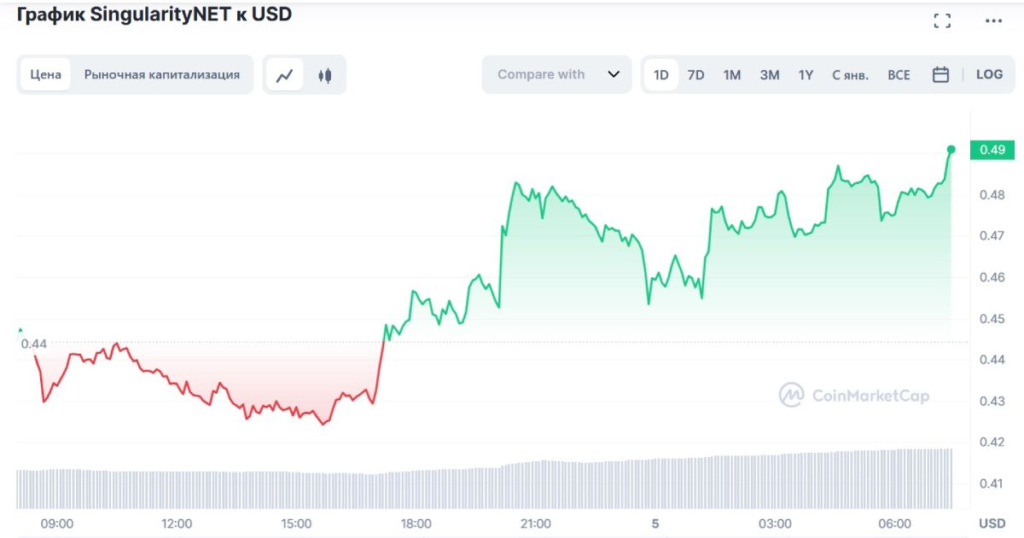 График SingularityNET к USD
Цена Рыночная капитализация Compare with 1D 7D 1M 3M 1Y С янв. ВСЕ LOG
0.49
0.48
0.47
0.46
0.45
0.44
0.44
0.43
CoinMarketCap
0.42
0.41
09:00 12:00 15:00 18:00 21:00 5 03:00 06:00 USD